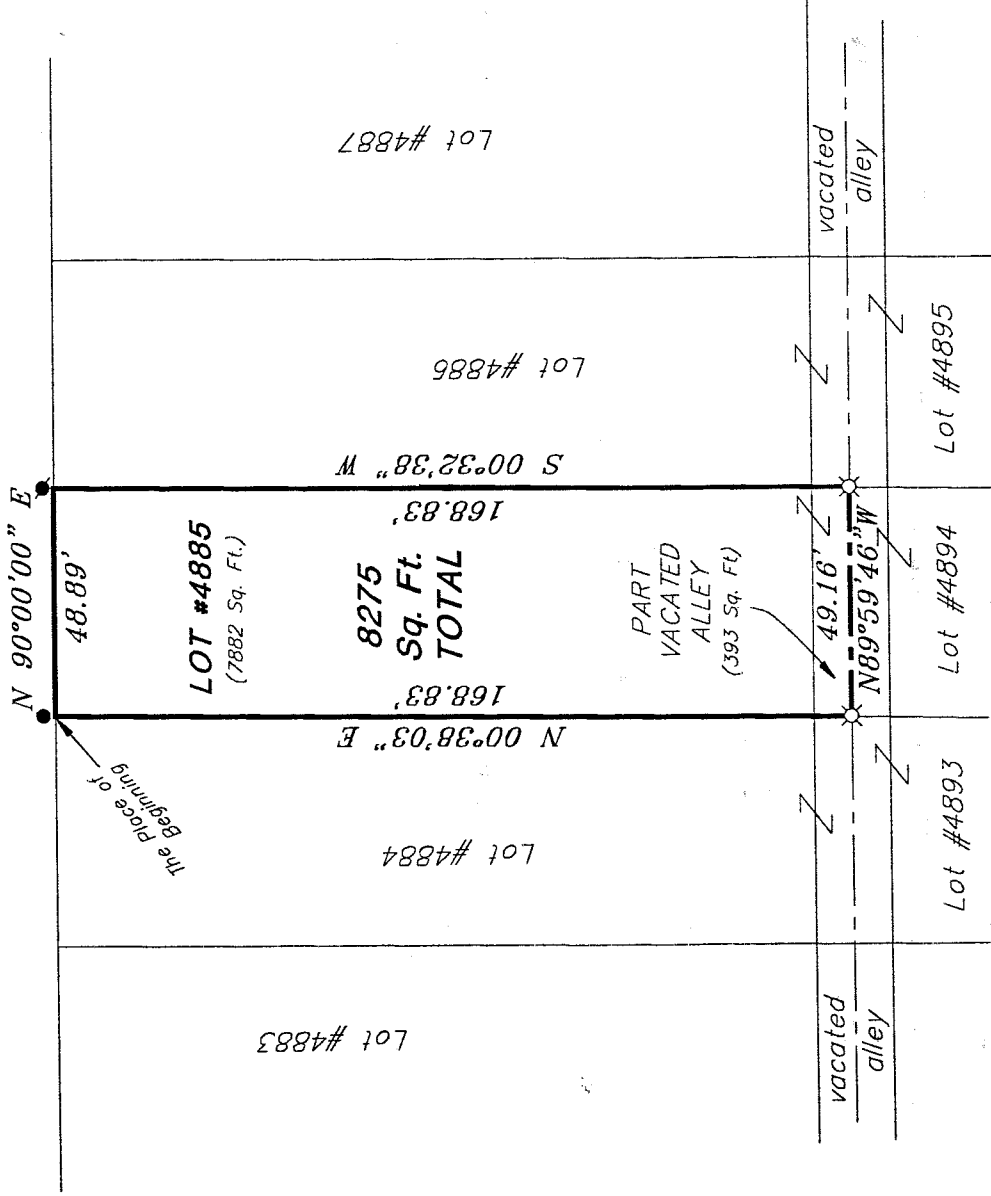 N 90°00'00" E
48.89'
The Place of
Beginining
LOT #4885
(7882 Sq. Ft.)
8275
Sq. Ft.
TOTAL
N 00°38'03" E
168.83'
S 00°32'38" W
168.83'
PART
VACATED
ALLEY
(393 Sq. Ft)
49.16'
N89°59'46"W
Lot #4883
Lot #4884
Lot #4886
Lot #4887
vacated
alley
vacated
alley
Lot #4893
Lot #4894
Lot #4895